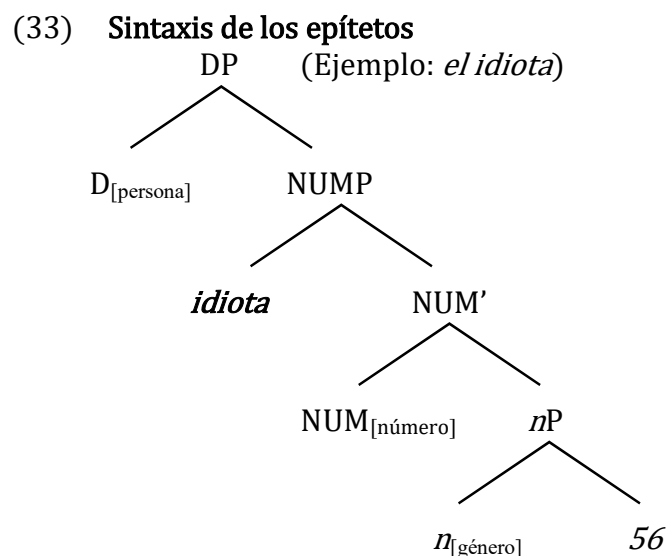 (33) Sintaxis de los epítetos
DP (Ejemplo: el idiota)
D[persona] NUMP
idiota NUM’
NUM[número] nP
n[género] 56